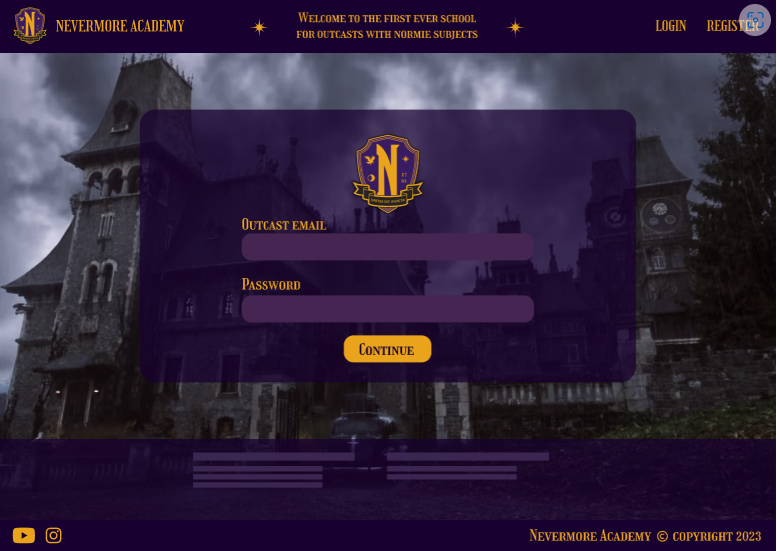 NEVERMORE ACADEMY
Welcome to the first ever school
for outcasts with normie subjects
LOGIN
REGISTER
N
Outcast email
Password
Continue
Nevermore Academy © copyright 2023